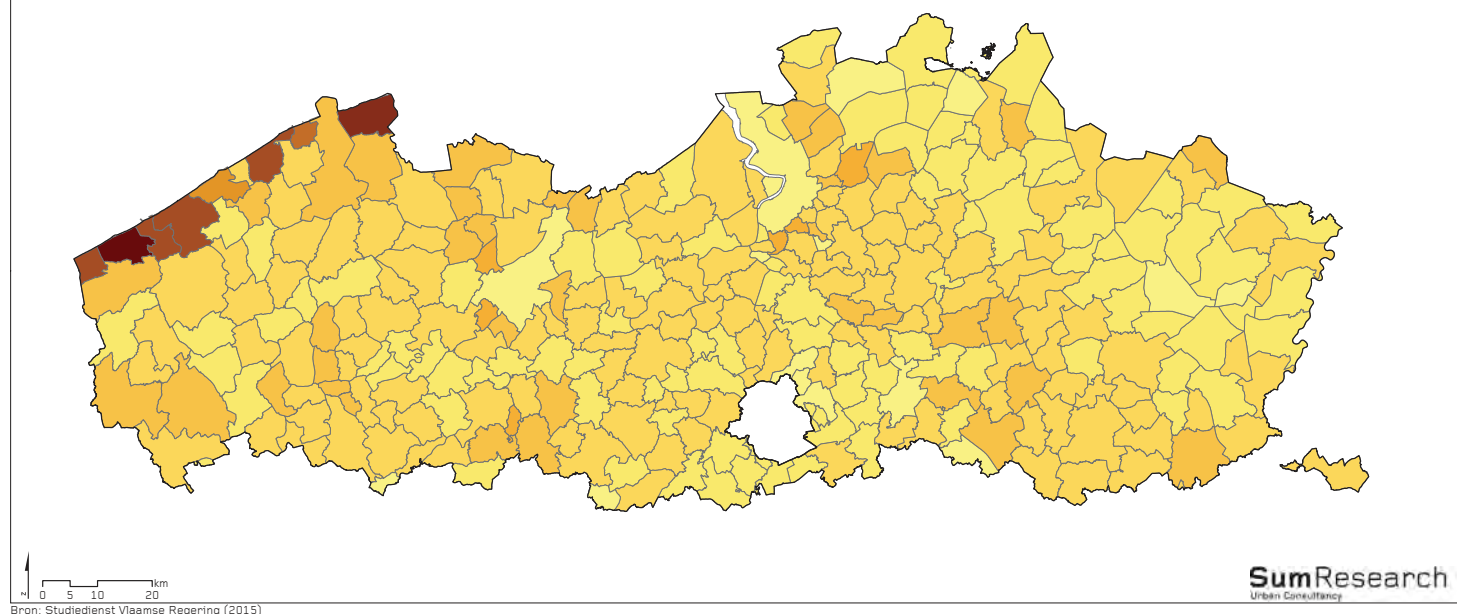 N
km
0 5 10 20
SumResearch
Urban Consultancy
Bron: Studiedienst Vlaamse Regering (2015)